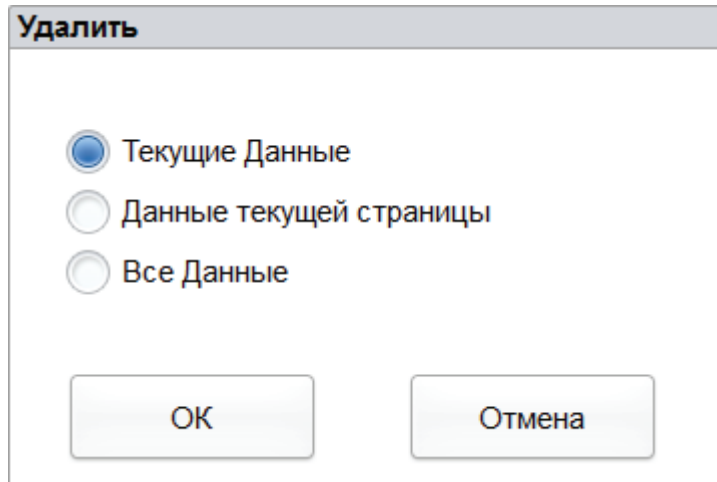 Удалить
Текущие Данные
Данные текущей страницы
Все Данные
ОК
Отмена